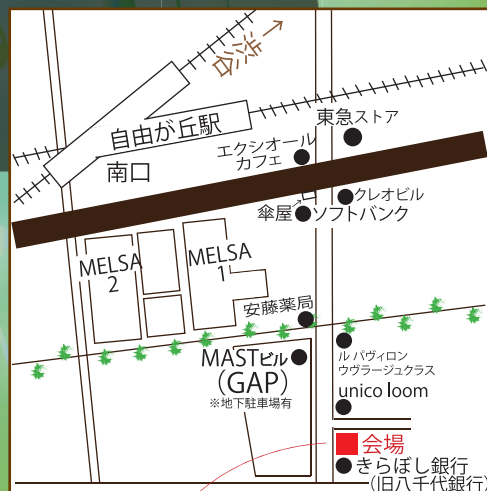 ↑渋谷
自由が丘駅
南口
東急ストア
エクシオール
カフェ
クレオビル
傘屋
ソフトバンク
MELSA
2
MELSA
1
安藤薬局
MASTビル
(GAP)
※地下駐車場有
ル パヴィロン
ウヴラージュクラス
unico loom
会場
きらぼし銀行
(旧八千代銀行)